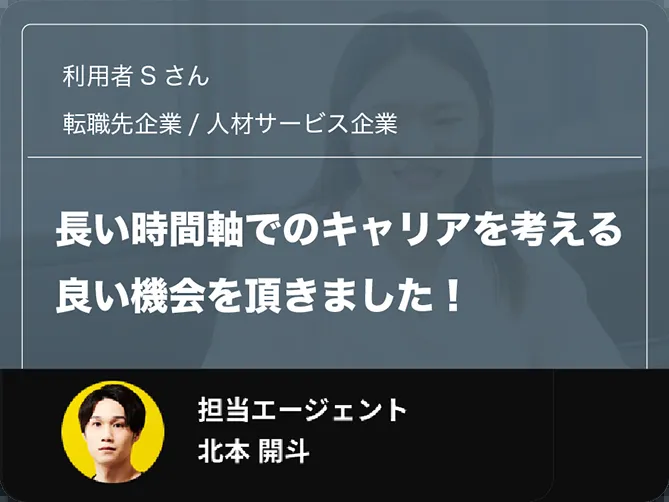 利用者 S さん
転職先企業 / 人材サービス企業
長い時間軸でのキャリアを考える
良い機会を頂きました！
担当エージェント
北本 開斗